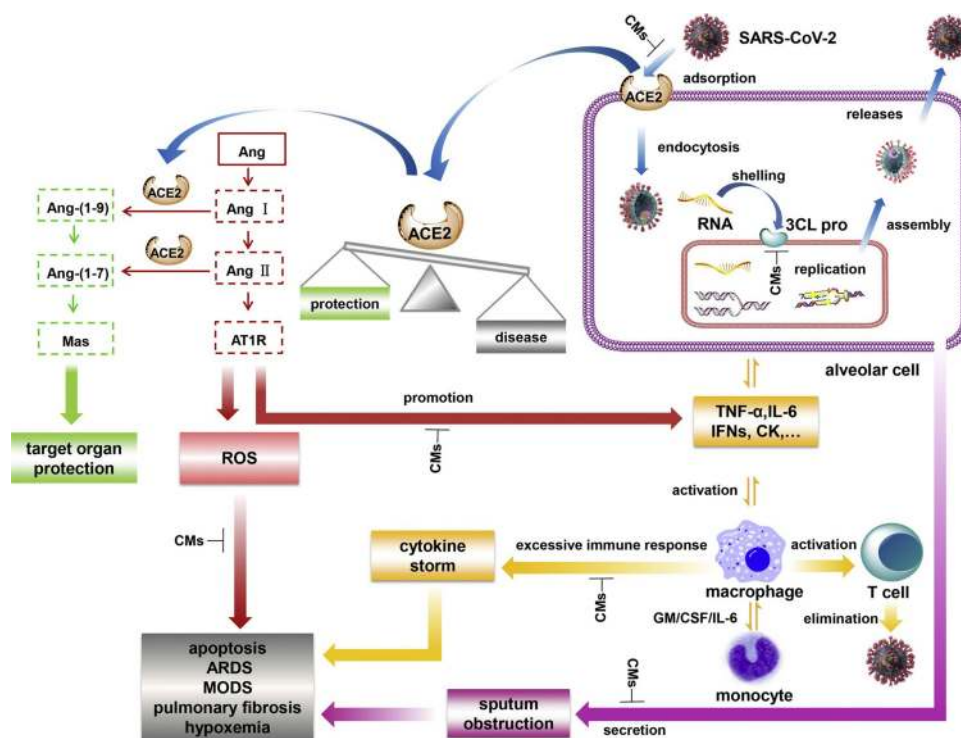 CMs
SARS-CoV-2
adsorption
ACE2
releases
endocytosis
shelling
RNA
3CL pro
assembly
CMs
replication
alveolar cell
Ang
ACE2
Ang-(1-9)
Ang Ⅰ
ACE2
ACE2
Ang-(1-7)
Ang Ⅱ
protection
disease
Mas
AT1R
promotion
CMs
TNF-α,IL-6
IFNs, CK,...
target organ
protection
ROS
activation
CMs
cytokine
storm
excessive immune response
CMs
macrophage
activation
T cell
GM/CSF/IL-6
elimination
monocyte
apoptosis
ARDS
MODS
pulmonary fibrosis
hypoxemia
sputum
obstruction
CMs
secretion